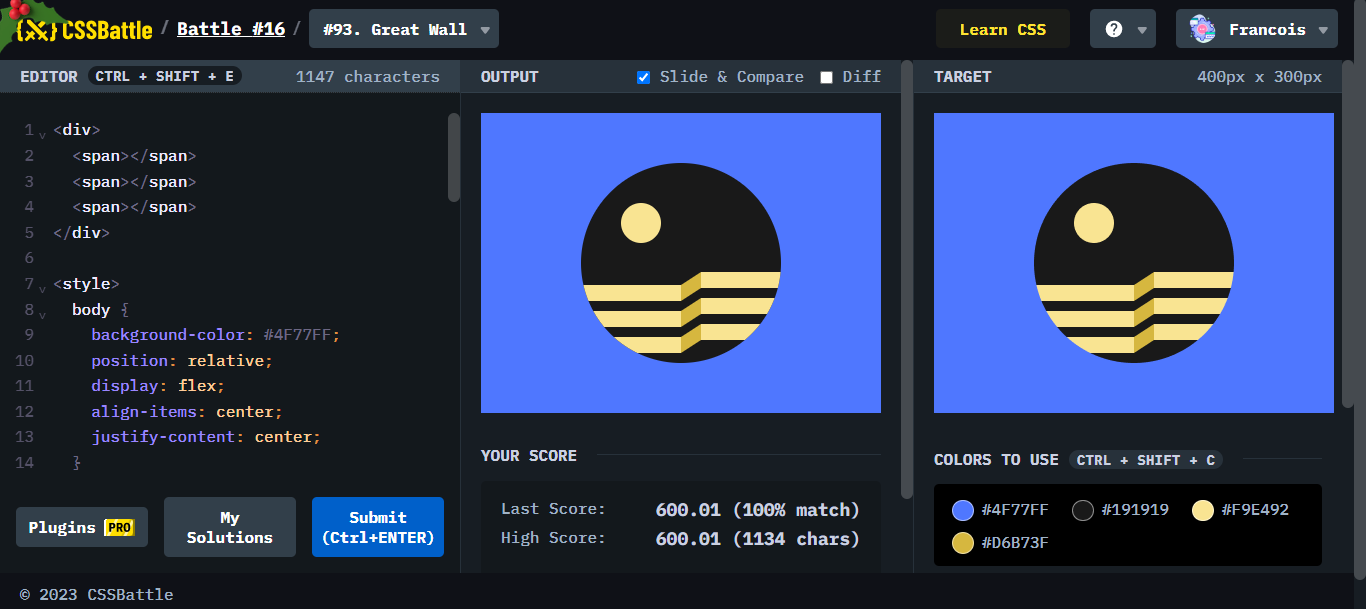 {X} CSSBattle / Battle #16 / #93. Great Wall ▼ Learn CSS ? ▼ Francois ▼
EDITOR CTRL + SHIFT + E 1147 characters
OUTPUT Slide & Compare Diff
TARGET 400px x 300px
1 <div>
2 <span></span>
3 <span></span>
4 <span></span>
5 </div>
6
7 <style>
8 body {
9 background-color: #4F77FF;
10 position: relative;
11 display: flex;
12 align-items: center;
13 justify-content: center;
14 }
Plugins PRO
My
Solutions
Submit
(Ctrl+ENTER)
YOUR SCORE
Last Score: 600.01 (100% match)
High Score: 600.01 (1134 chars)
COLORS TO USE CTRL + SHIFT + C
#4F77FF #191919 #F9E492
#D6B73F
© 2023 CSSBattle